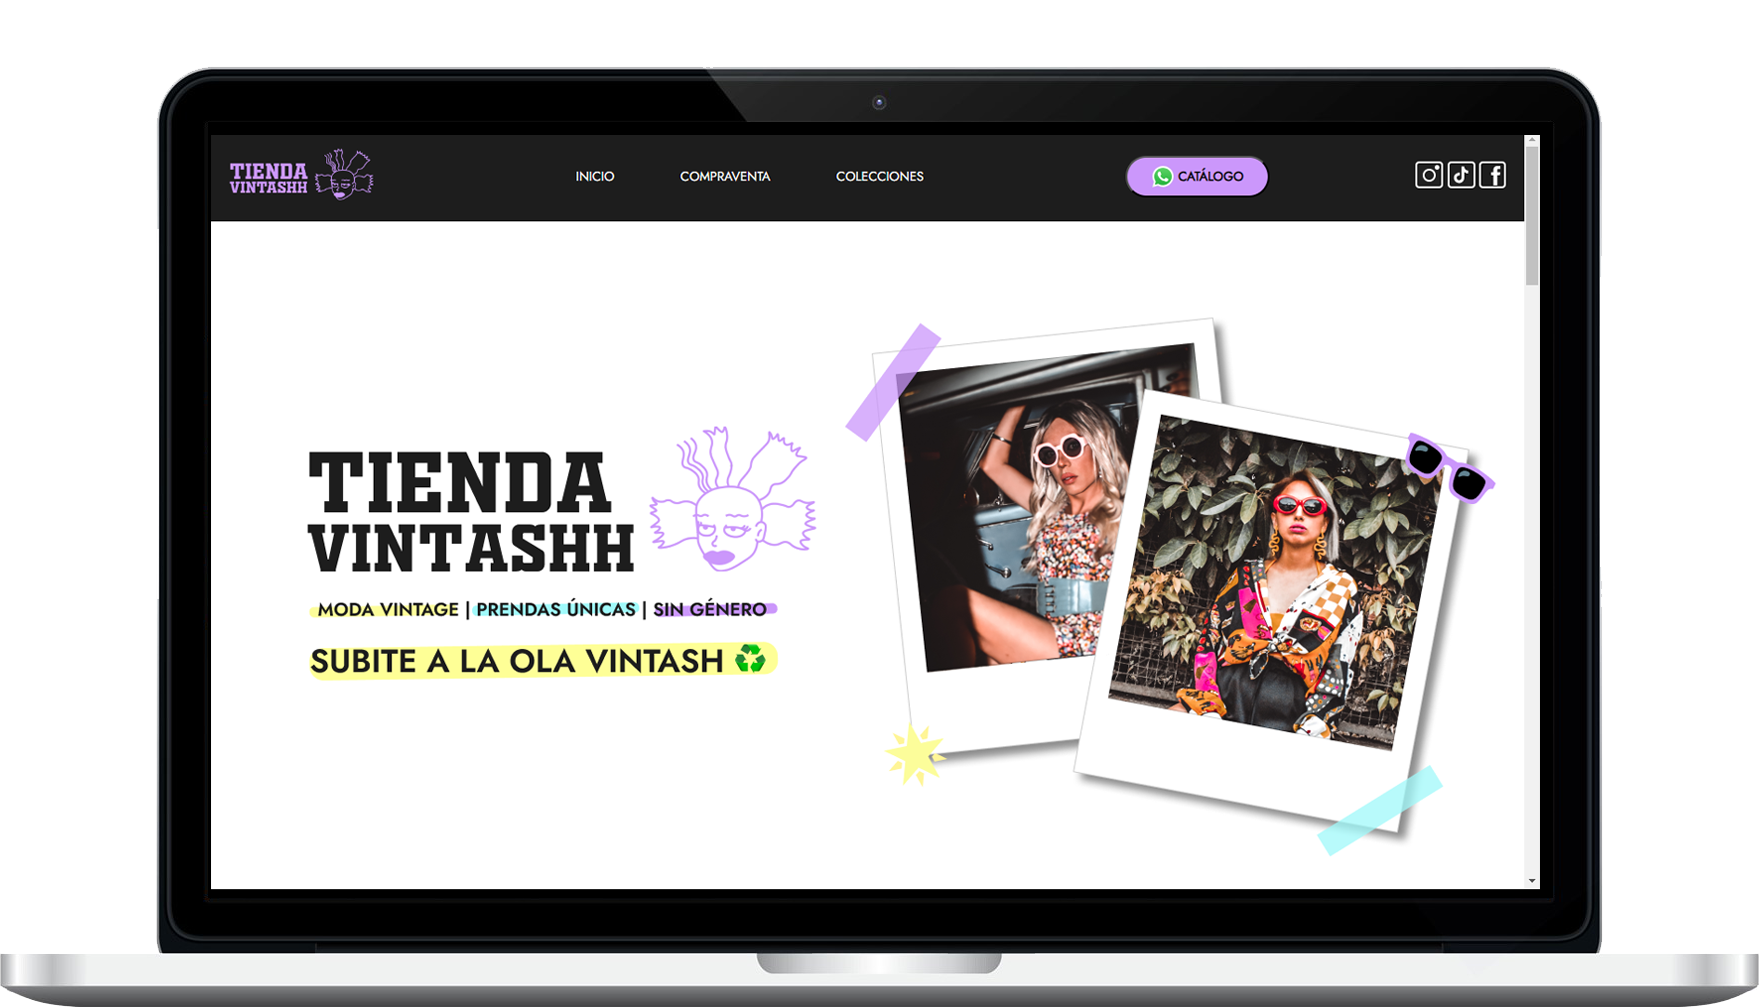 TIENDA
VINTASHH
INICIO
COMPRAVENTA
COLECCIONES
CATÁLOGO
TIENDA
VINTASHH
MODA VINTAGE | PRENDAS ÚNICAS | SIN GÉNERO
SUBITE A LA OLA VINTASH